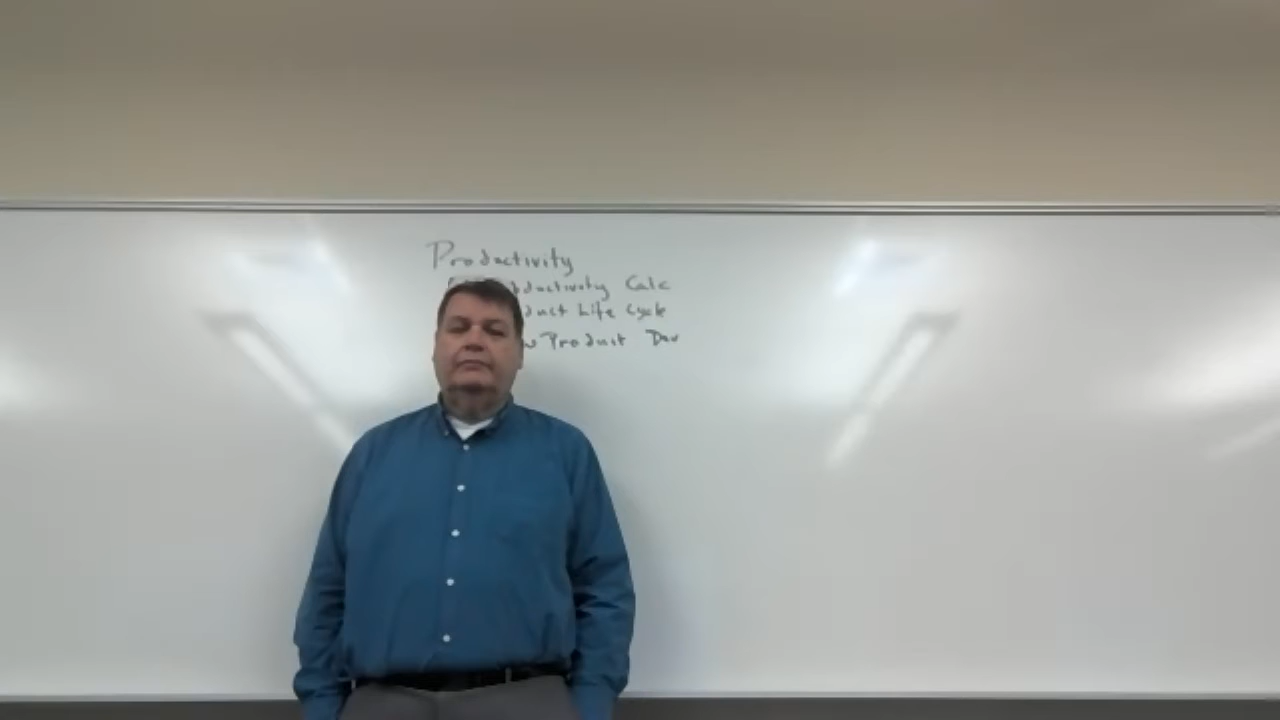 Productivity
oductivity Calc
duct Life Cycle
w Product Dev